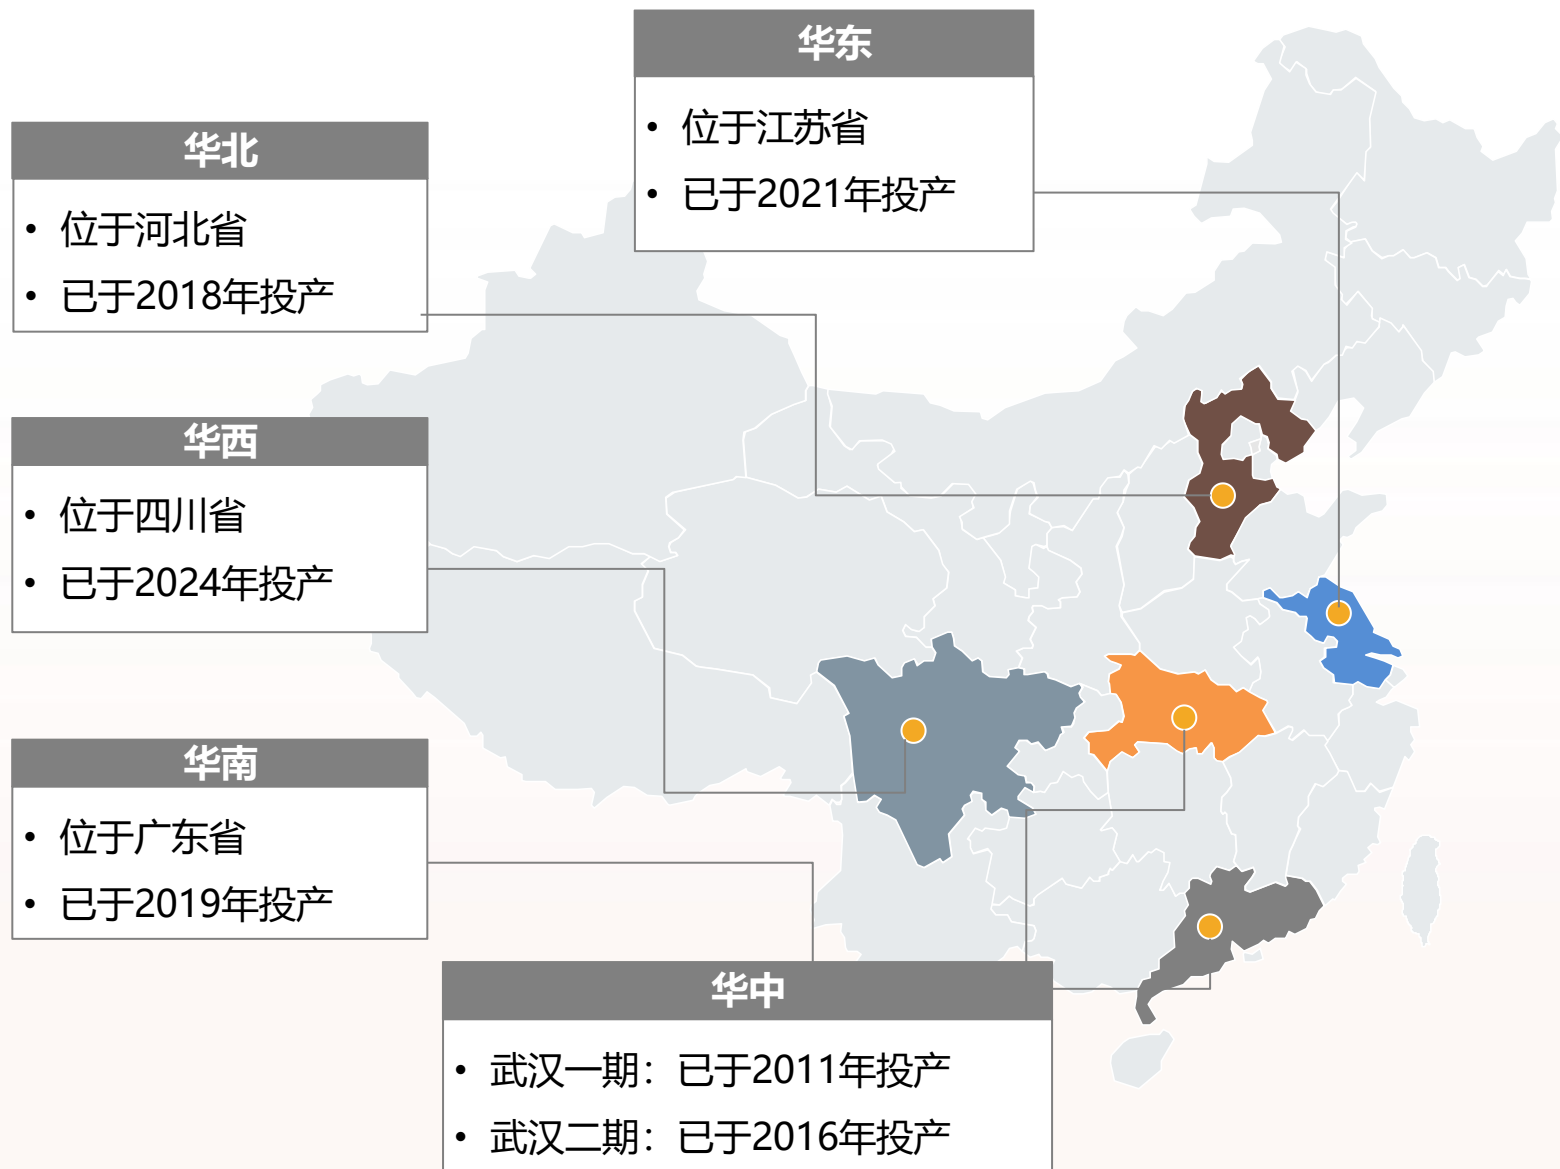 华东
• 位于江苏省
• 已于2021年投产
华北
• 位于河北省
• 已于2018年投产
华西
• 位于四川省
• 已于2024年投产
华南
• 位于广东省
• 已于2019年投产
华中
• 武汉一期：已于2011年投产
• 武汉二期：已于2016年投产